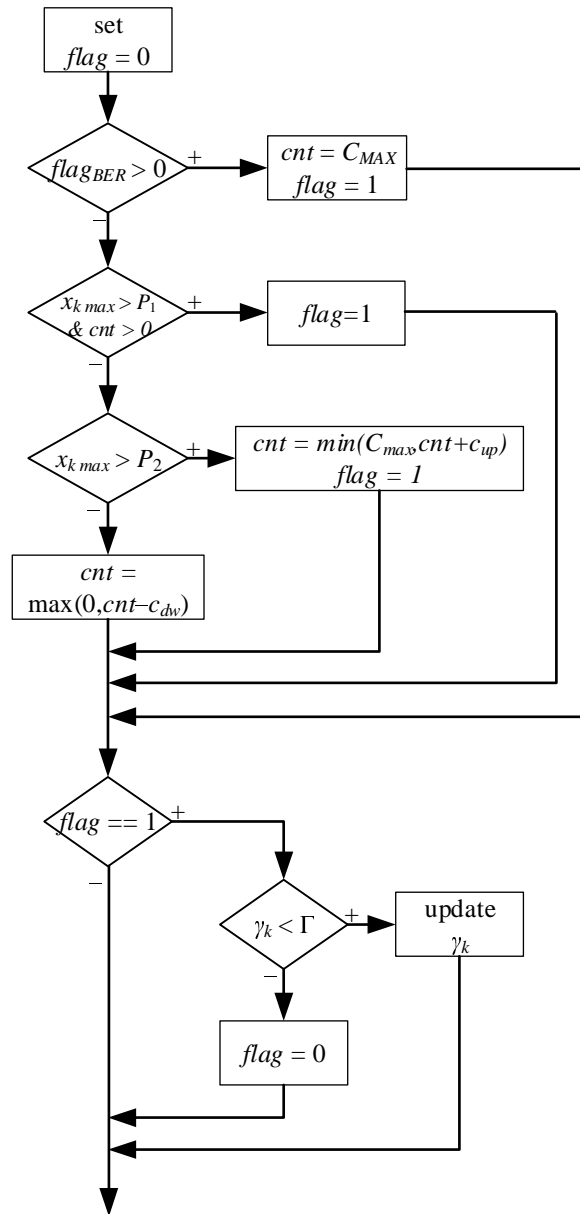 set
flag = 0
flag_BER > 0
+
cnt = C_MAX
flag = 1
–
x_k max > P_1
& cnt > 0
+
flag=1
–
x_k max > P_2
+
cnt = min(C_max,cnt+c_up)
flag = 1
–
cnt =
max(0,cnt–c_dw)
flag == 1
+
–
γ_k < Γ
+
update
γ_k
–
flag = 0